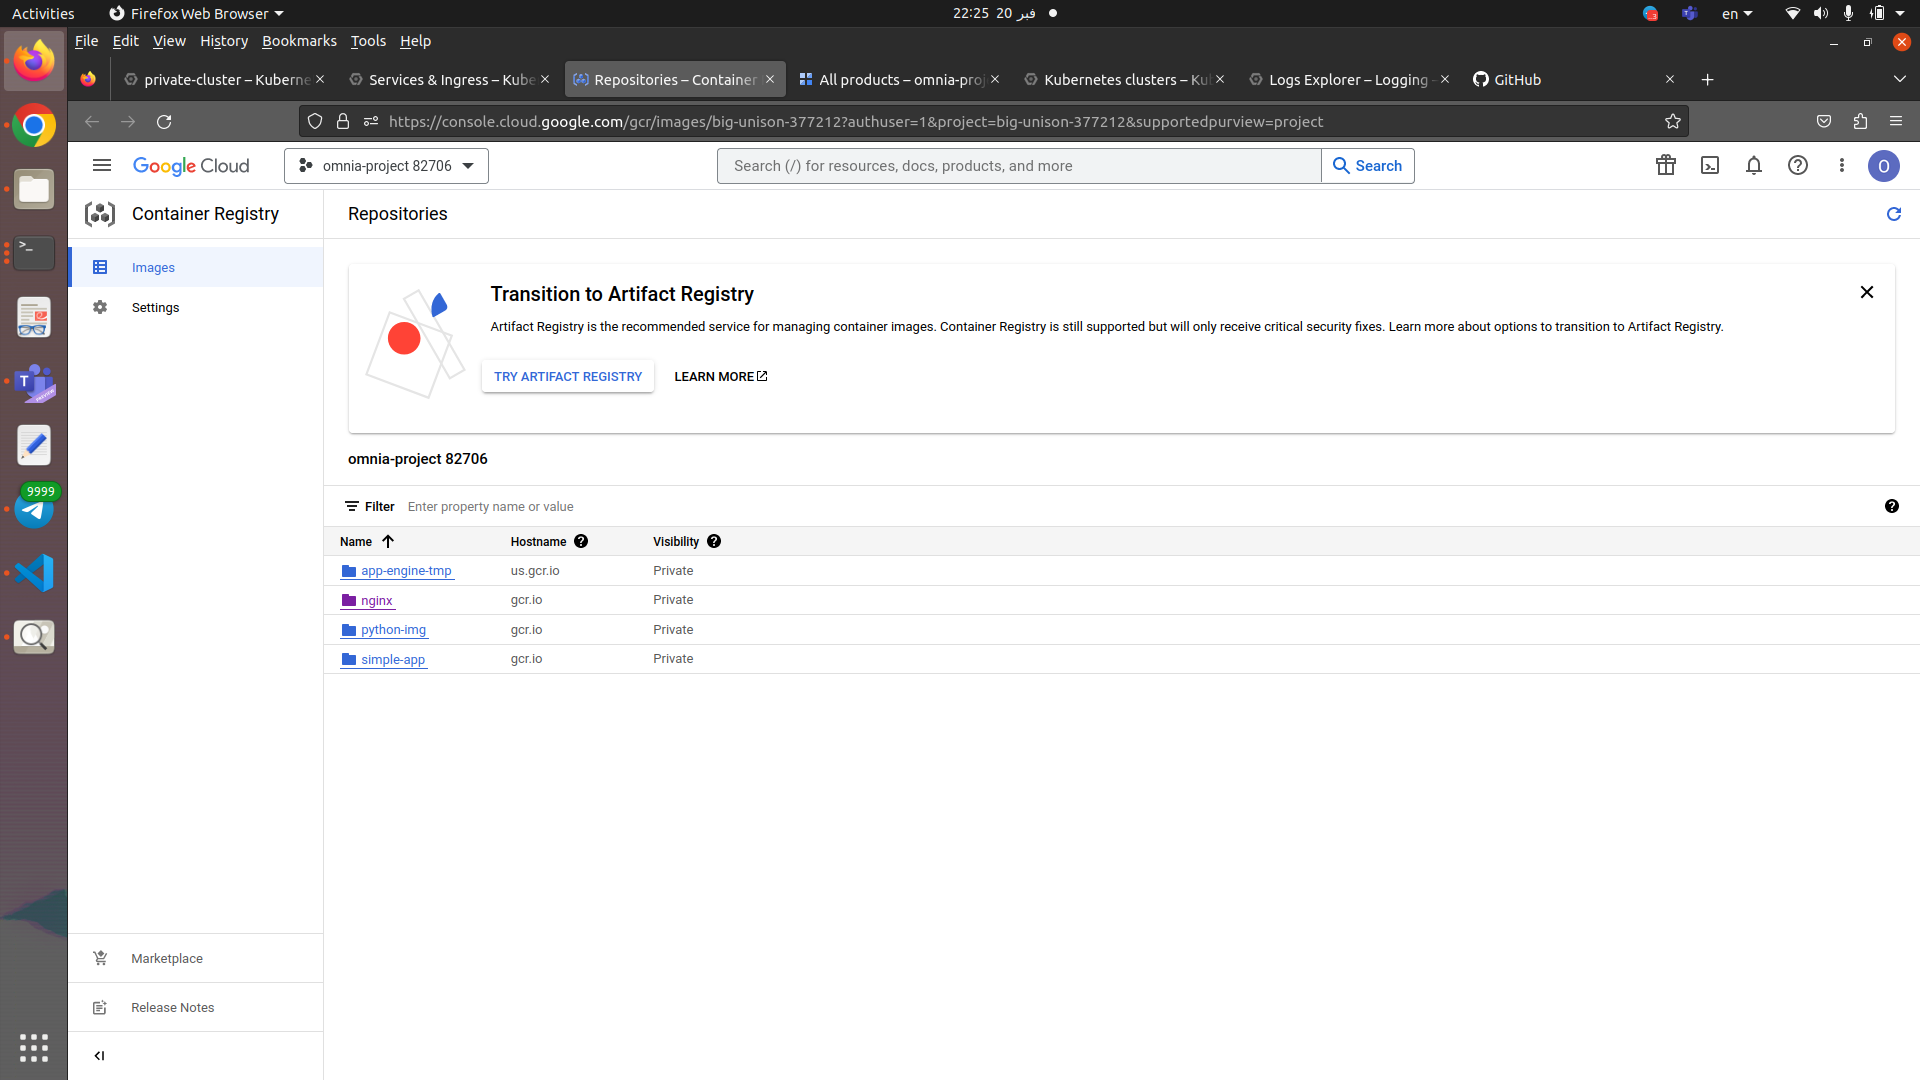 Activities Firefox Web Browser 22:25 20 فبر en
File Edit View History Bookmarks Tools Help
private-cluster – Kuberne Services & Ingress – Kube Repositories – Container All products – omnia-proj Kubernetes clusters – Kul Logs Explorer – Logging – GitHub
https://console.cloud.google.com/gcr/images/big-unison-377212?authuser=1&project=big-unison-377212&supportedpurview=project
Google Cloud omnia-project 82706 Search (/) for resources, docs, products, and more Search O
Container Registry
Images
Settings
Marketplace
Release Notes
Repositories
Transition to Artifact Registry
Artifact Registry is the recommended service for managing container images. Container Registry is still supported but will only receive critical security fixes. Learn more about options to transition to Artifact Registry.
TRY ARTIFACT REGISTRY LEARN MORE
omnia-project 82706
Filter Enter property name or value
Name Hostname Visibility
app-engine-tmp us.gcr.io Private
nginx gcr.io Private
python-img gcr.io Private
simple-app gcr.io Private
9999